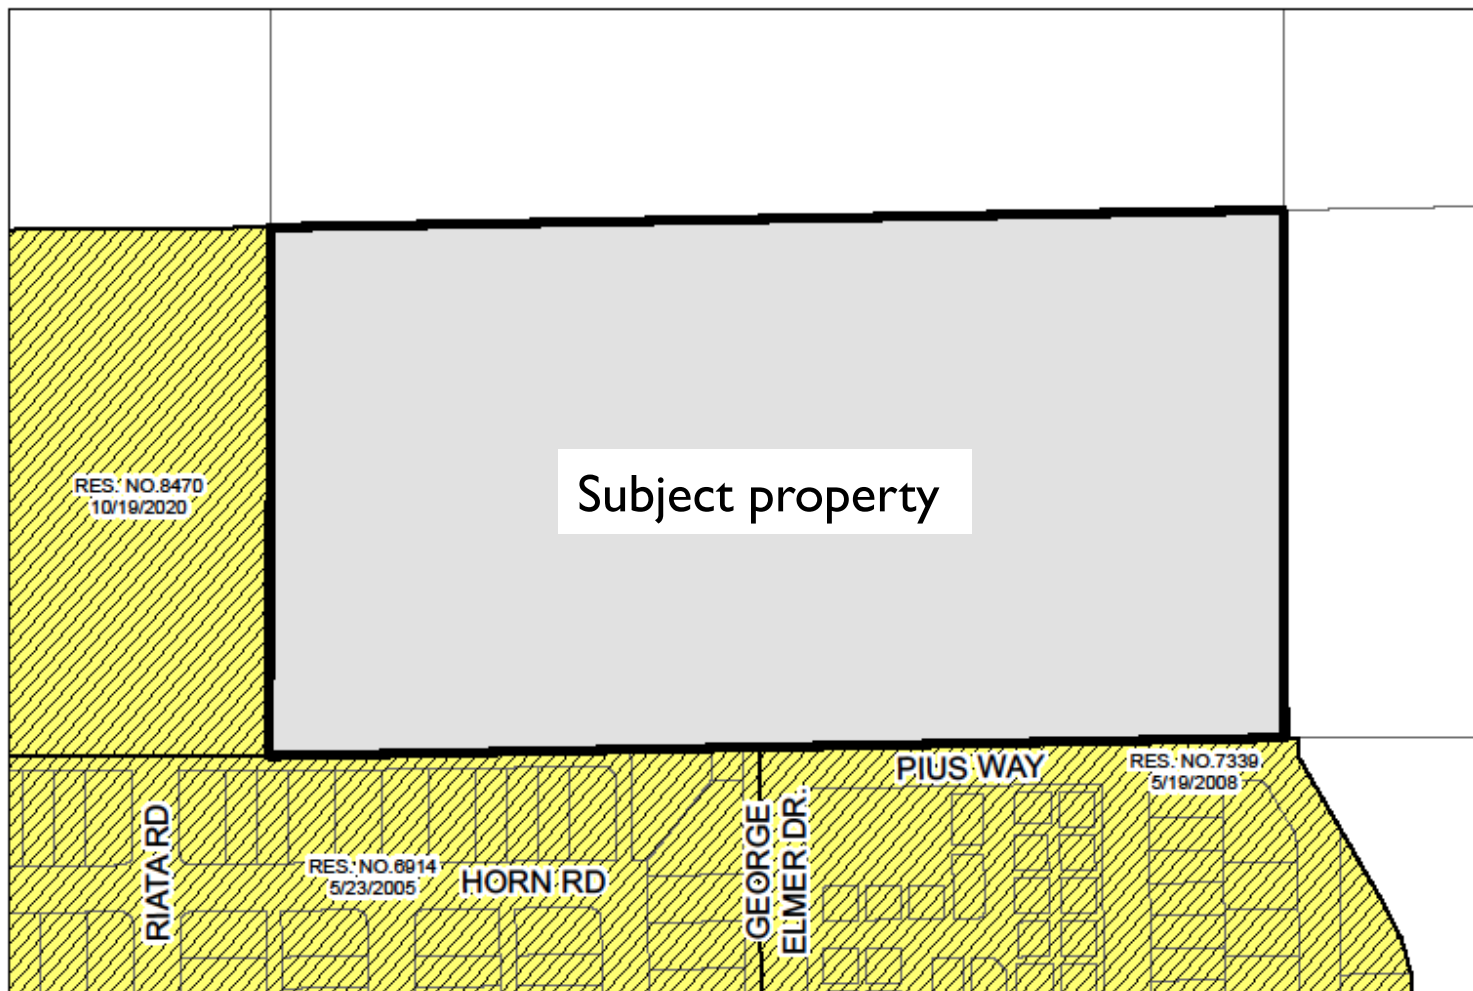 RES. NO.8470
10/19/2020
Subject property
PIUS WAY
RES. NO.7339
5/19/2008
RIATA RD
RES. NO.6914
5/23/2005
HORN RD
GEORGE
ELMER DR.